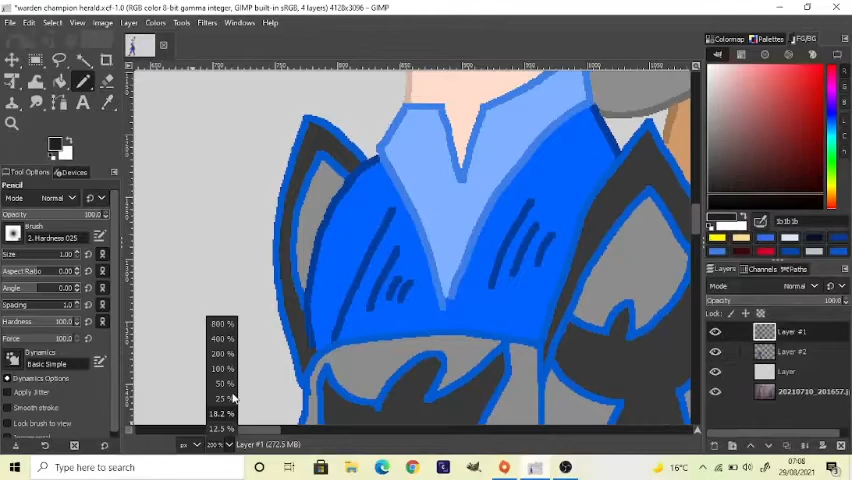 *warden champion herald.xcf-1.0 (RGB color 8-bit gamma integer, GIMP built-in sRGB, 4 layers) 4128x3096 – GIMP
File Edit Select View Image Layer Colors Tools Filters Windows Help
Colormap Palettes FG/BG
Tool Options Devices
Pencil
Mode Normal
Opacity 100.0
Brush
2. Hardness 025
Size 1.00
Aspect Ratio 0.00
Angle 0.00
Spacing 1.0
Hardness 100.0
Force 100.0
Dynamics
Basic Simple
Dynamics Options
Apply Jitter
Smooth stroke
Lock brush to view
800 %
400 %
200 %
100 %
50 %
25 %
18.2 %
12.5 %
px 200 % Layer #1 (272.5 MB)
1b1b1b
Layers Channels Paths
Mode Normal
Opacity 100.0
Lock:
Layer #1
Layer #2
Layer
20210710_201657.j
Type here to search
16°C
07:08
29/08/2021